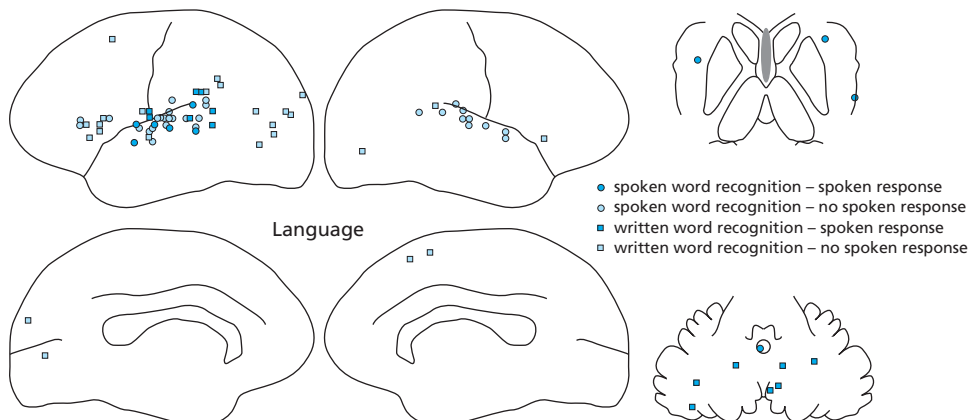 spoken word recognition – spoken response
spoken word recognition – no spoken response
written word recognition – spoken response
written word recognition – no spoken response
Language